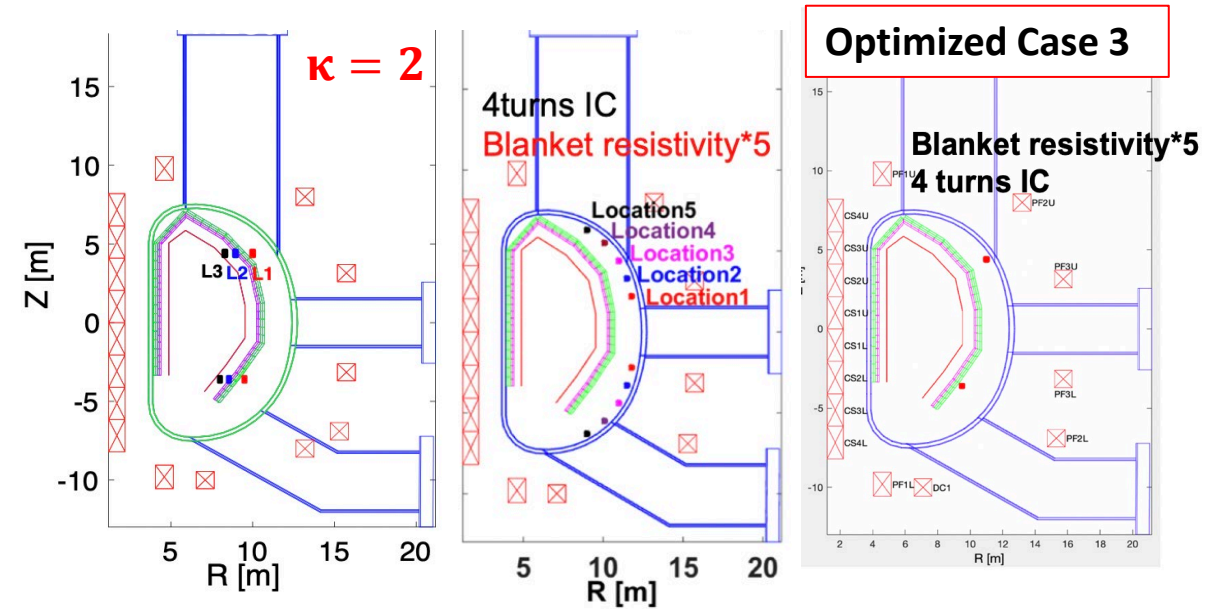 κ = 2
15
10
5
0
-5
-10
Z [m]
L3 L2 L1
5 10 15 20
R [m]
4turns IC
Blanket resistivity*5
Location5
Location4
Location3
Location2
Location1
5 10 15 20
R [m]
Optimized Case 3
Blanket resistivity*5
4 turns IC
15
10
5
0
-5
-10
PF1U
PF2U
CS4U
CS3U
PF3U
CS2U
CS1U
CS1L
CS2L
PF3L
CS3L
CS4L
PF2L
PF1L
DC1
2 4 6 8 10 12 14 16 18 20
R [m]